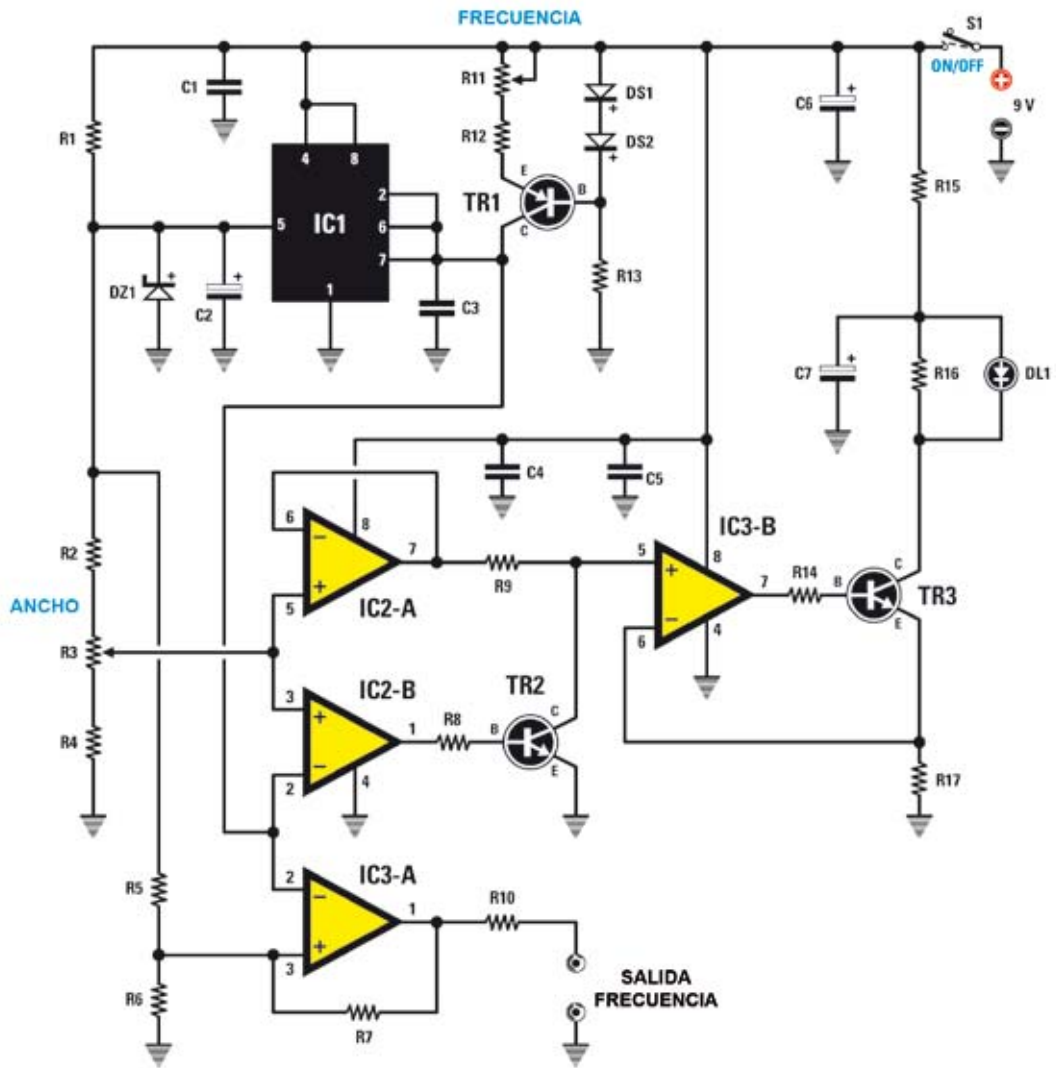 FRECUENCIA
S1
ON/OFF
+
9 V
C1
R11
DS1
C6
+
R1
R12
DS2
4 8
E
2
TR1
B
R15
5
IC1
6
C
7
R13
DZ1
+
C2
+
1
C3
C7
+
R16
DL1
C4
C5
6
8
IC3-B
R2
−
7
5
8
C
+
R9
+
7
R14
B
TR3
ANCHO
5
IC2-A
−
E
6
4
R3
IC2-B
TR2
3
C
+
1
R8
B
R4
−
E
2
4
R17
IC3-A
R5
2
−
1
R10
+
3
SALIDA
FRECUENCIA
R6
R7